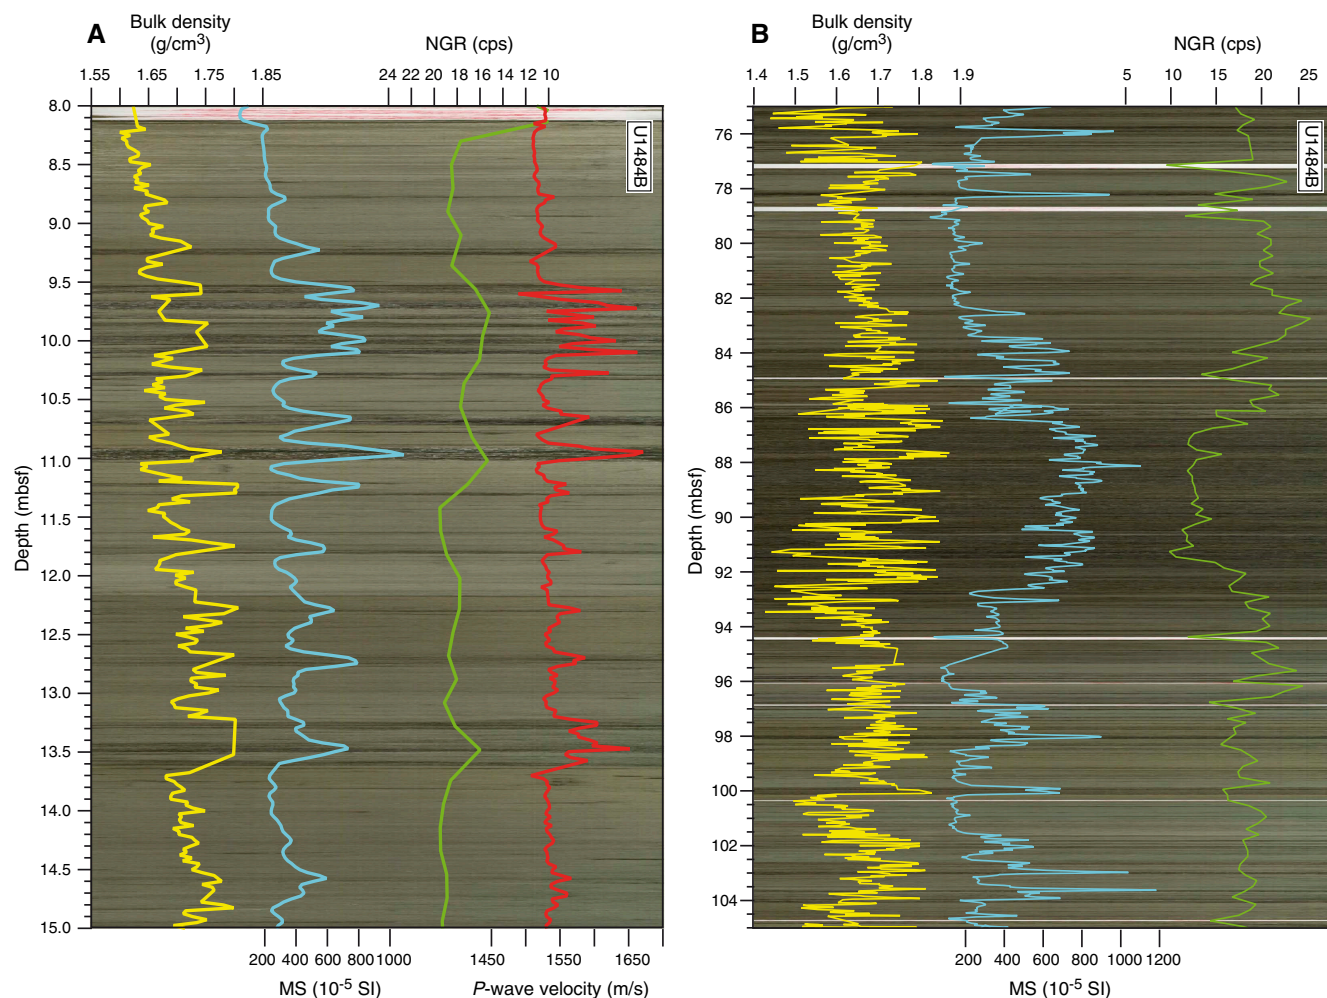 A
Bulk density
(g/cm3)
NGR (cps)
1.55 1.65 1.75 1.85 24 22 20 18 16 14 12 10
8.0
8.5
9.0
9.5
10.0
10.5
11.0
11.5
12.0
12.5
13.0
13.5
14.0
14.5
15.0
Depth (mbsf)
U1484B
200 400 600 800 1000 1450 1550 1650
MS (10-5 SI) P-wave velocity (m/s)
B
Bulk density
(g/cm3)
NGR (cps)
1.4 1.5 1.6 1.7 1.8 1.9 5 10 15 20 25
76
78
80
82
84
86
88
90
92
94
96
98
100
102
104
Depth (mbsf)
U1484B
200 400 600 800 1000 1200
MS (10-5 SI)